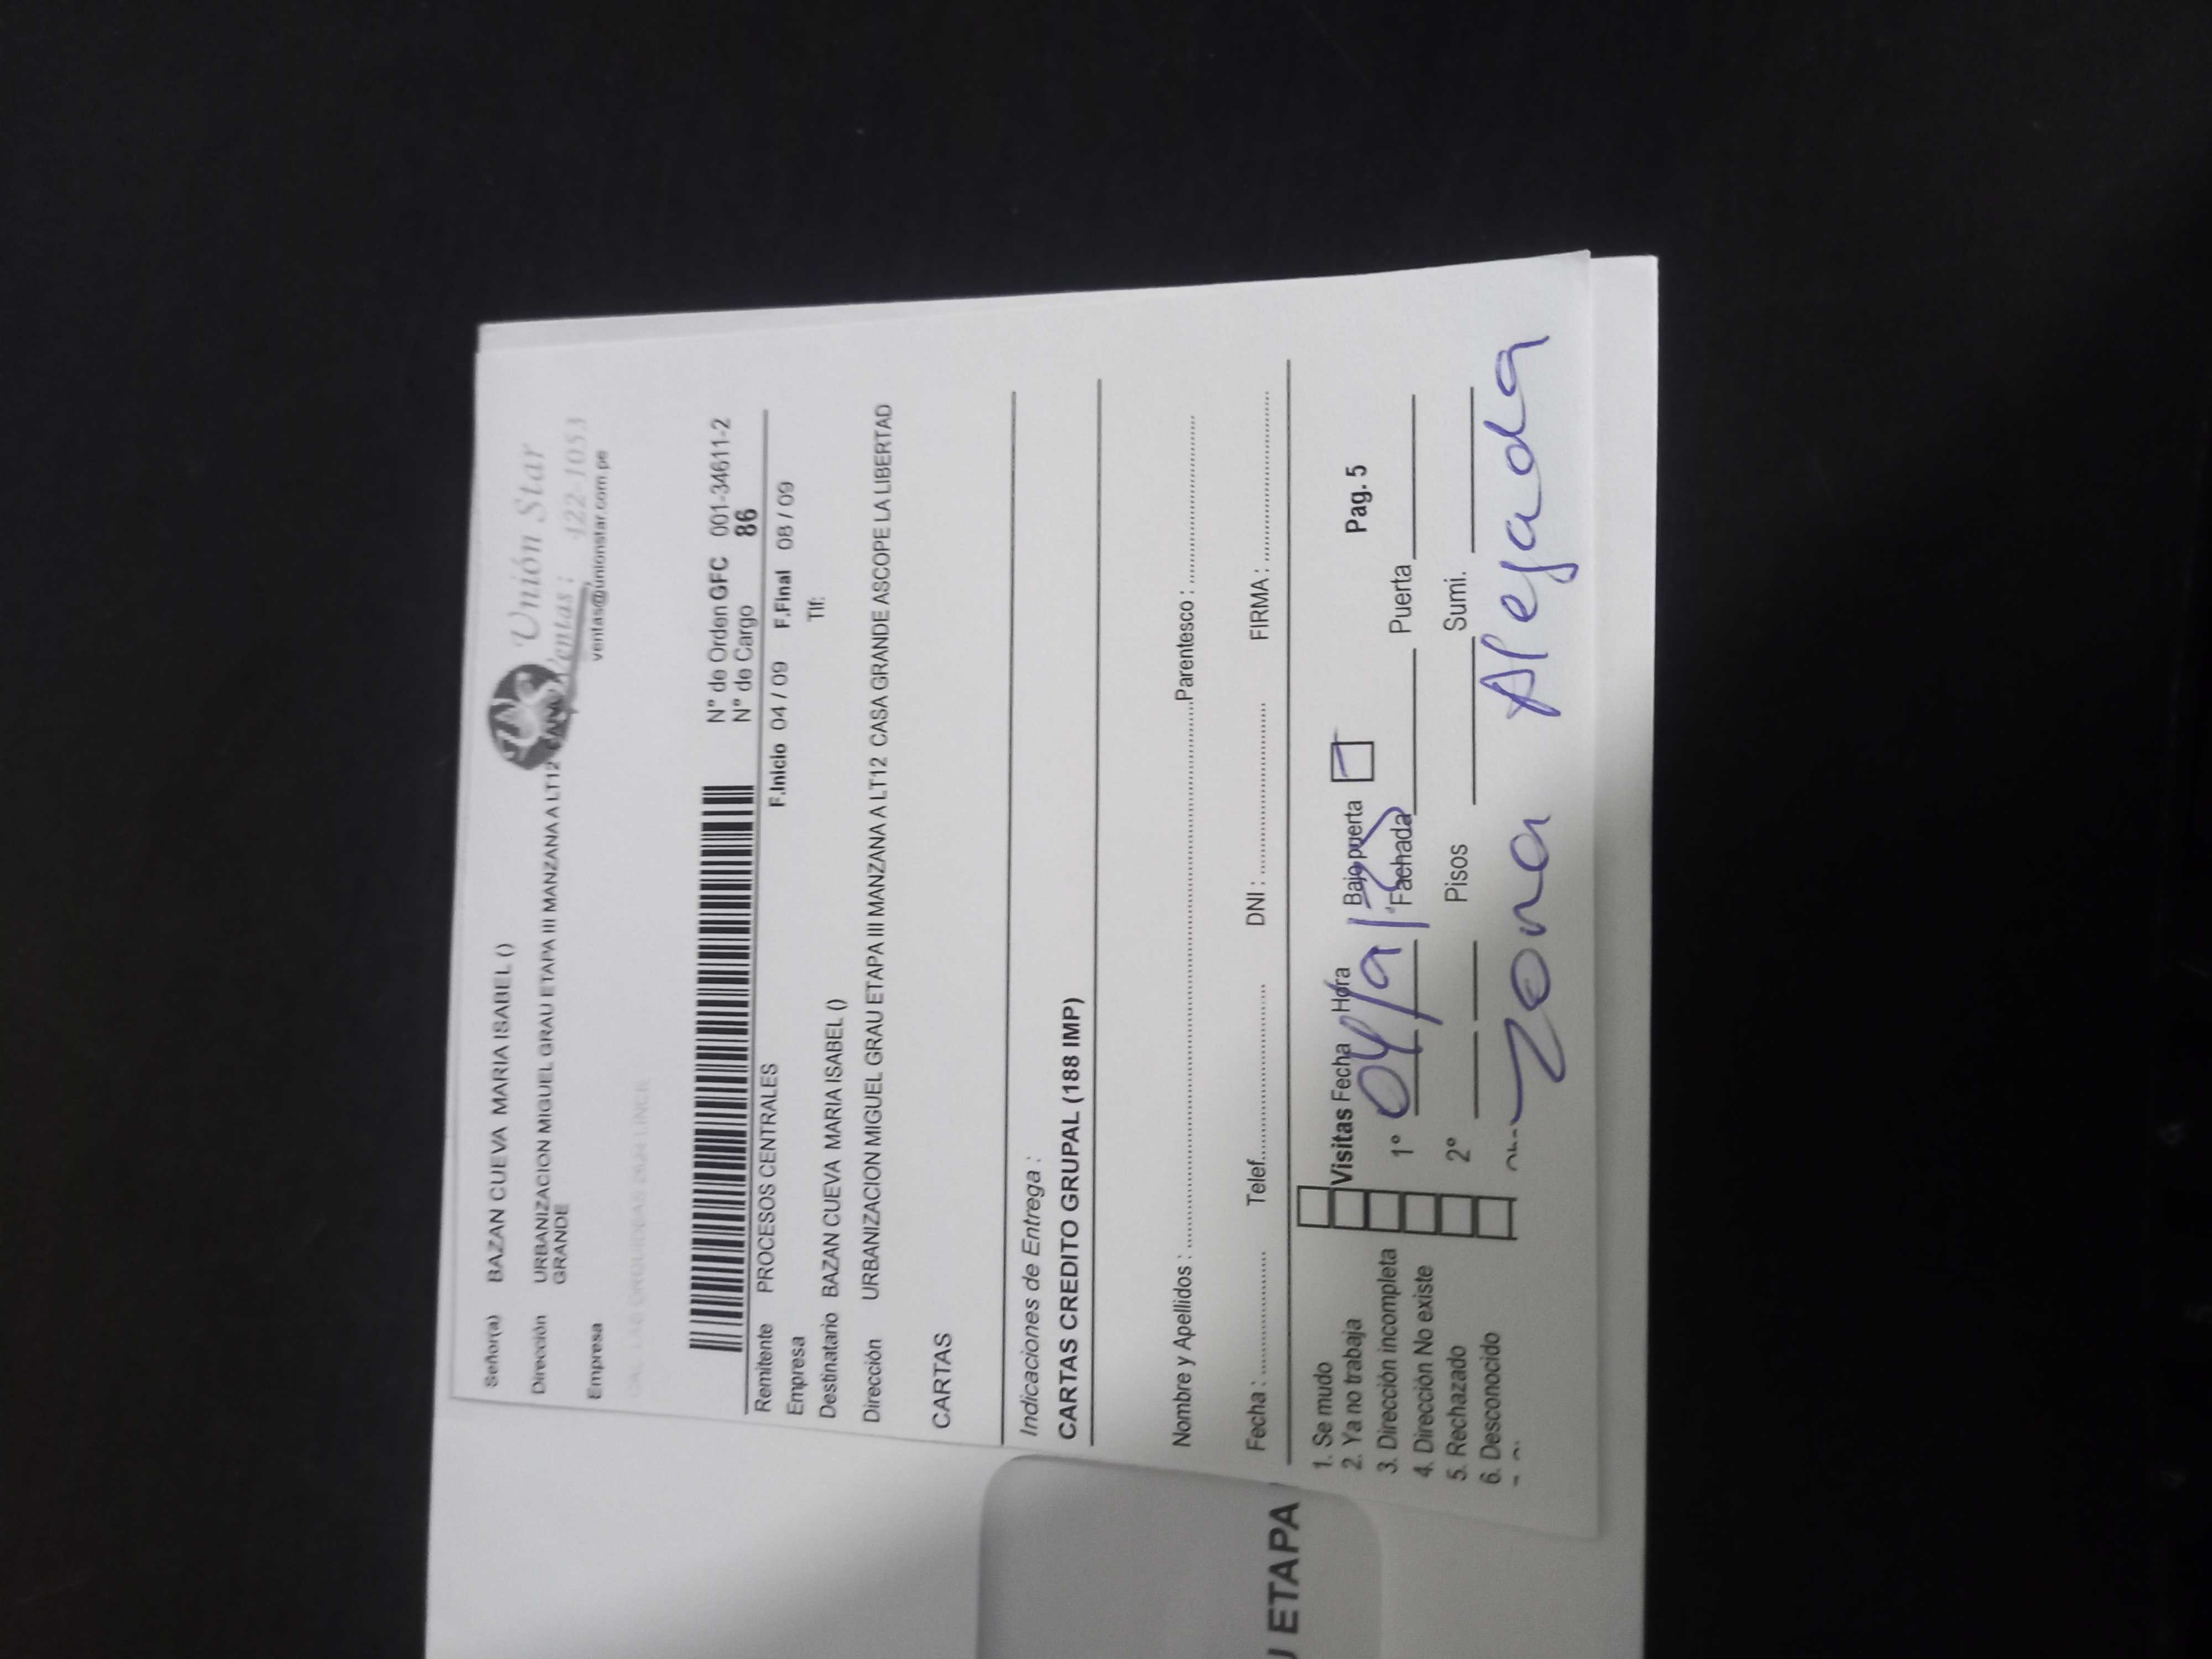 Señor(a) BAZAN CUEVA MARIA ISABEL ()
Unión Star
Dirección URBANIZACION MIGUEL GRAU ETAPA III MANZANA A LT12
GRANDE
Ventas : 422-1053
Empresa
ventas@unionstar.com.pe
N° de Orden GFC 001-34611-2
N° de Cargo 86
Remitente PROCESOS CENTRALES
F.Inicio 04 / 09 F.Final 08 / 09
Empresa
Tlf:
Destinatario BAZAN CUEVA MARIA ISABEL ()
Dirección URBANIZACION MIGUEL GRAU ETAPA III MANZANA A LT12 CASA GRANDE ASCOPE LA LIBERTAD
CARTAS
Indicaciones de Entrega :
CARTAS CREDITO GRUPAL (188 IMP)
Nombre y Apellidos : Parentesco :
Fecha : Telef. DNI : FIRMA :
1. Se mudo
2. Ya no trabaja
3. Dirección incompleta
4. Dirección No existe
5. Rechazado
6. Desconocido
Visitas Fecha Hora Bajo puerta Pag. 5
1° Fachada Puerta
2° Pisos Sumi.
Zona Alejada
U ETAPA